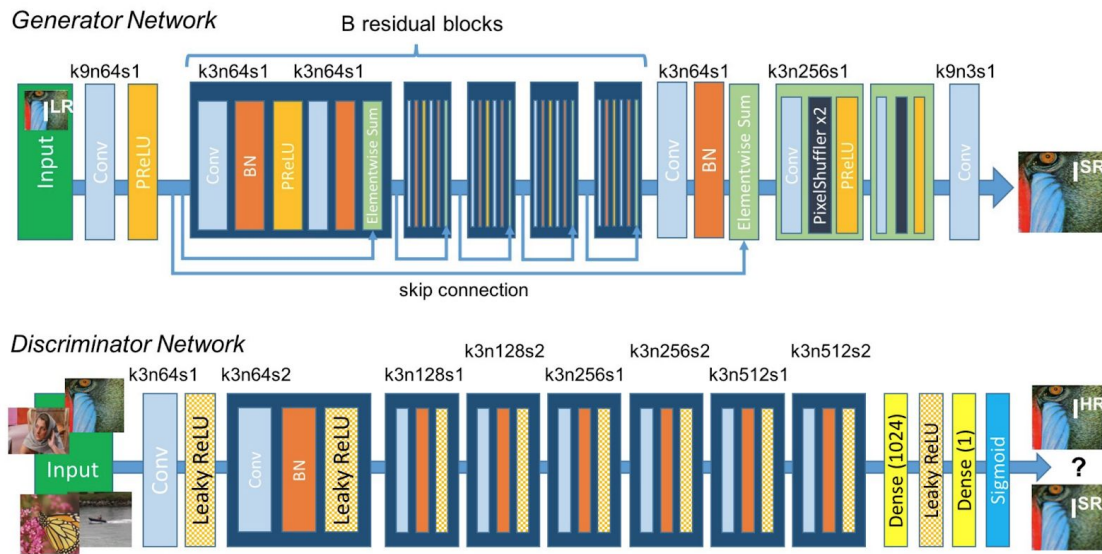 Generator Network
B residual blocks
k9n64s1
k3n64s1
k3n64s1
k3n64s1
k3n256s1
k9n3s1
I^LR
Input
Conv
PReLU
Conv
BN
PReLU
Elementwise Sum
Conv
BN
Elementwise Sum
Conv
PixelShuffler x2
PReLU
Conv
I^SR
skip connection
Discriminator Network
k3n64s1
k3n64s2
k3n128s1
k3n128s2
k3n256s1
k3n256s2
k3n512s1
k3n512s2
Input
Conv
Leaky ReLU
Conv
BN
Leaky ReLU
Dense (1024)
Leaky ReLU
Dense (1)
Sigmoid
I^HR
?
I^SR